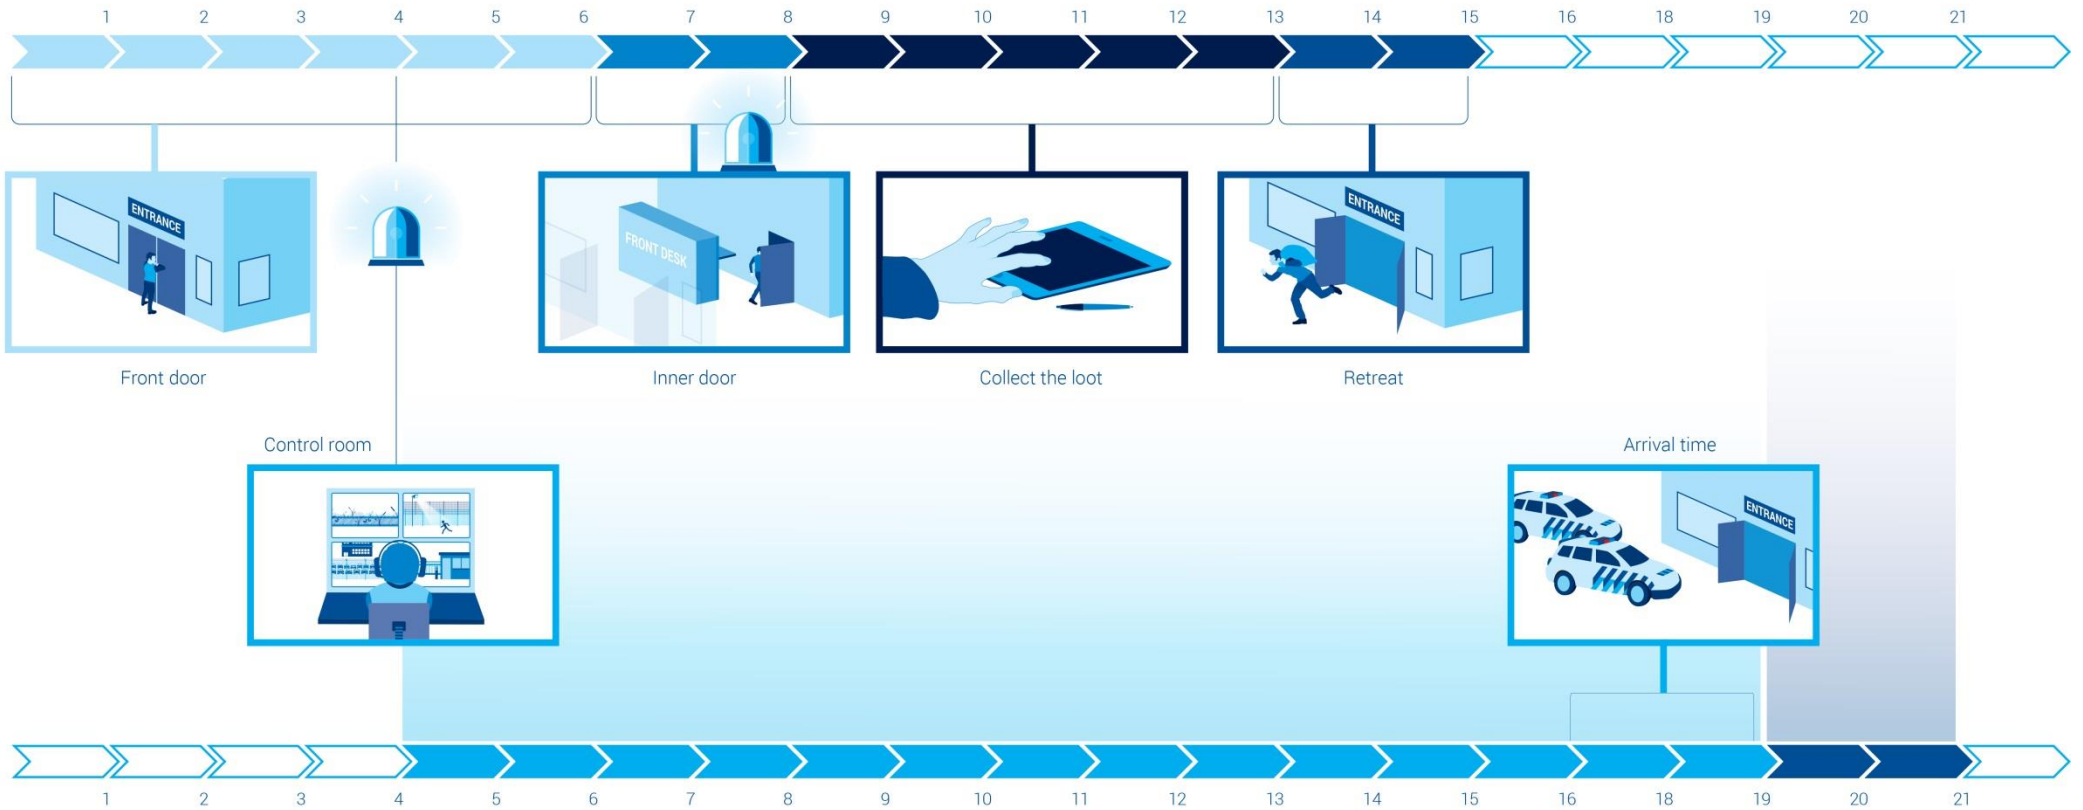 1 2 3 4 5 6 7 8 9 10 11 12 13 14 15 16 18 19 20 21
ENTRANCE
FRONT DESK
ENTRANCE
Front door
Inner door
Collect the loot
Retreat
Control room
Arrival time
ENTRANCE
1 2 3 4 5 6 7 8 9 10 11 12 13 14 15 16 18 19 20 21